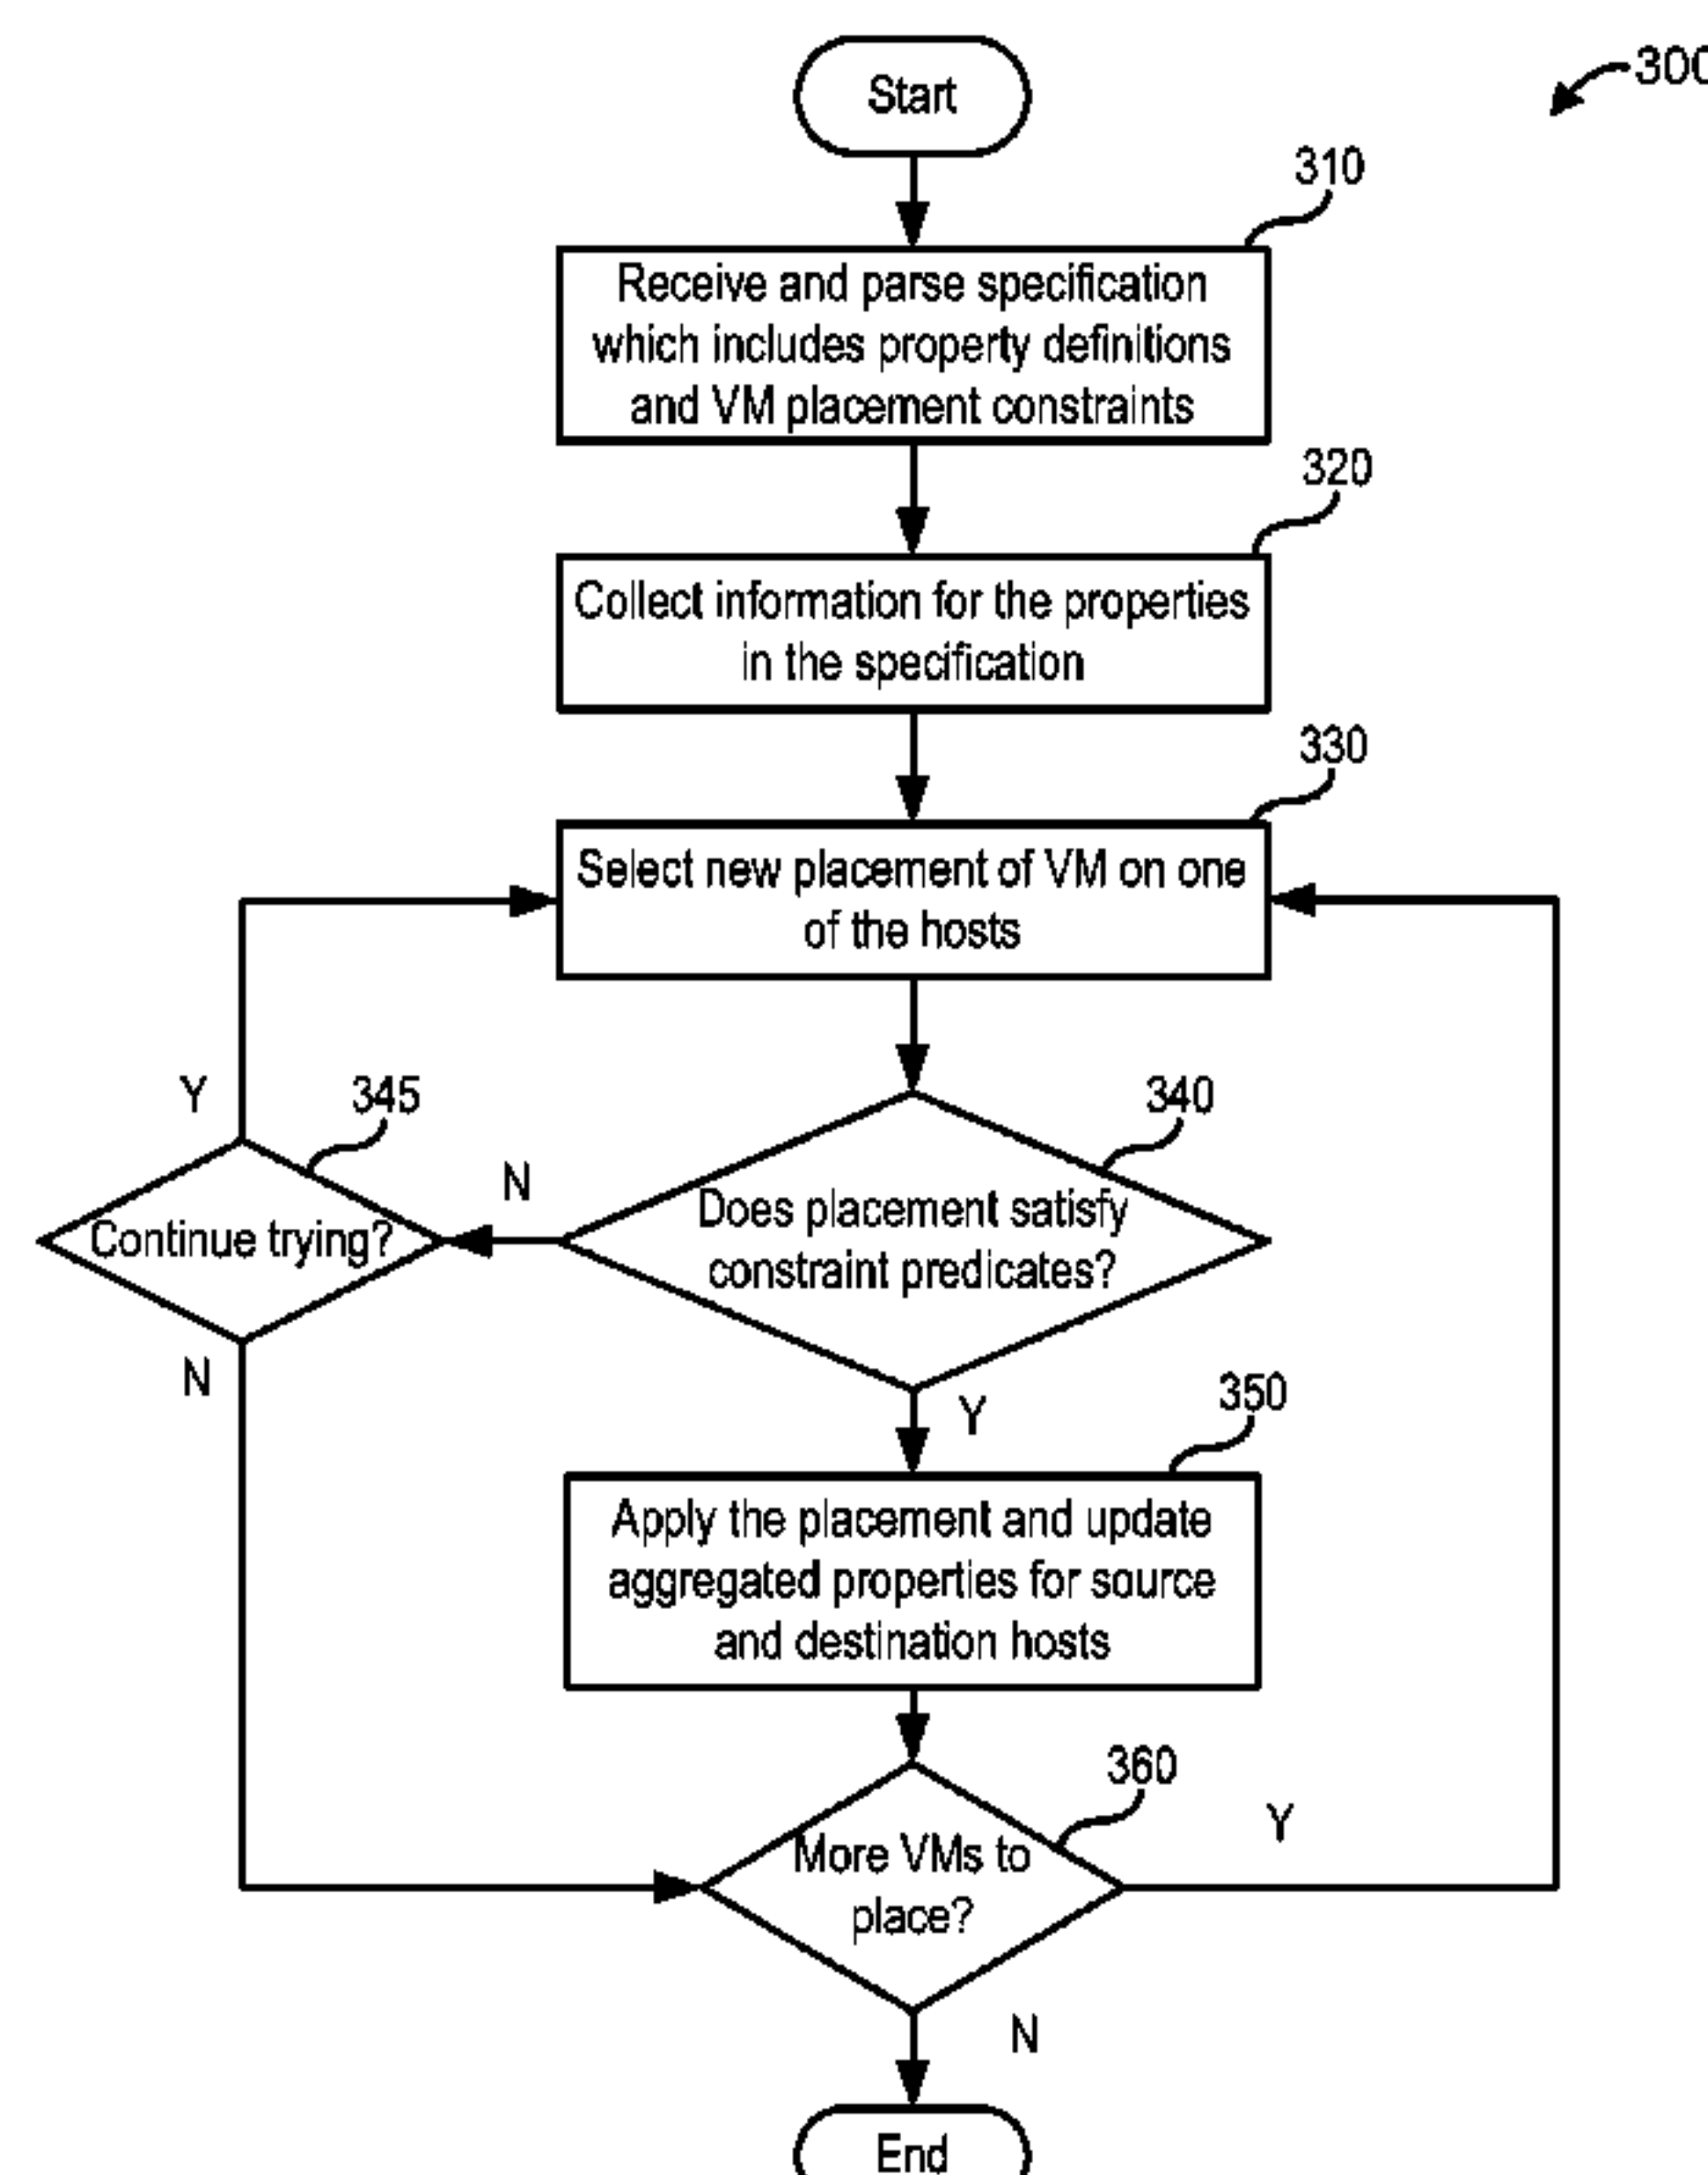 Start
300
310
Receive and parse specification
which includes property definitions
and VM placement constraints
320
Collect information for the properties
in the specification
330
Select new placement of VM on one
of the hosts
Y
345
340
Continue trying?
N
Does placement satisfy
constraint predicates?
N
Y
350
Apply the placement and update
aggregated properties for source
and destination hosts
360
More VMs to
place?
Y
N
End